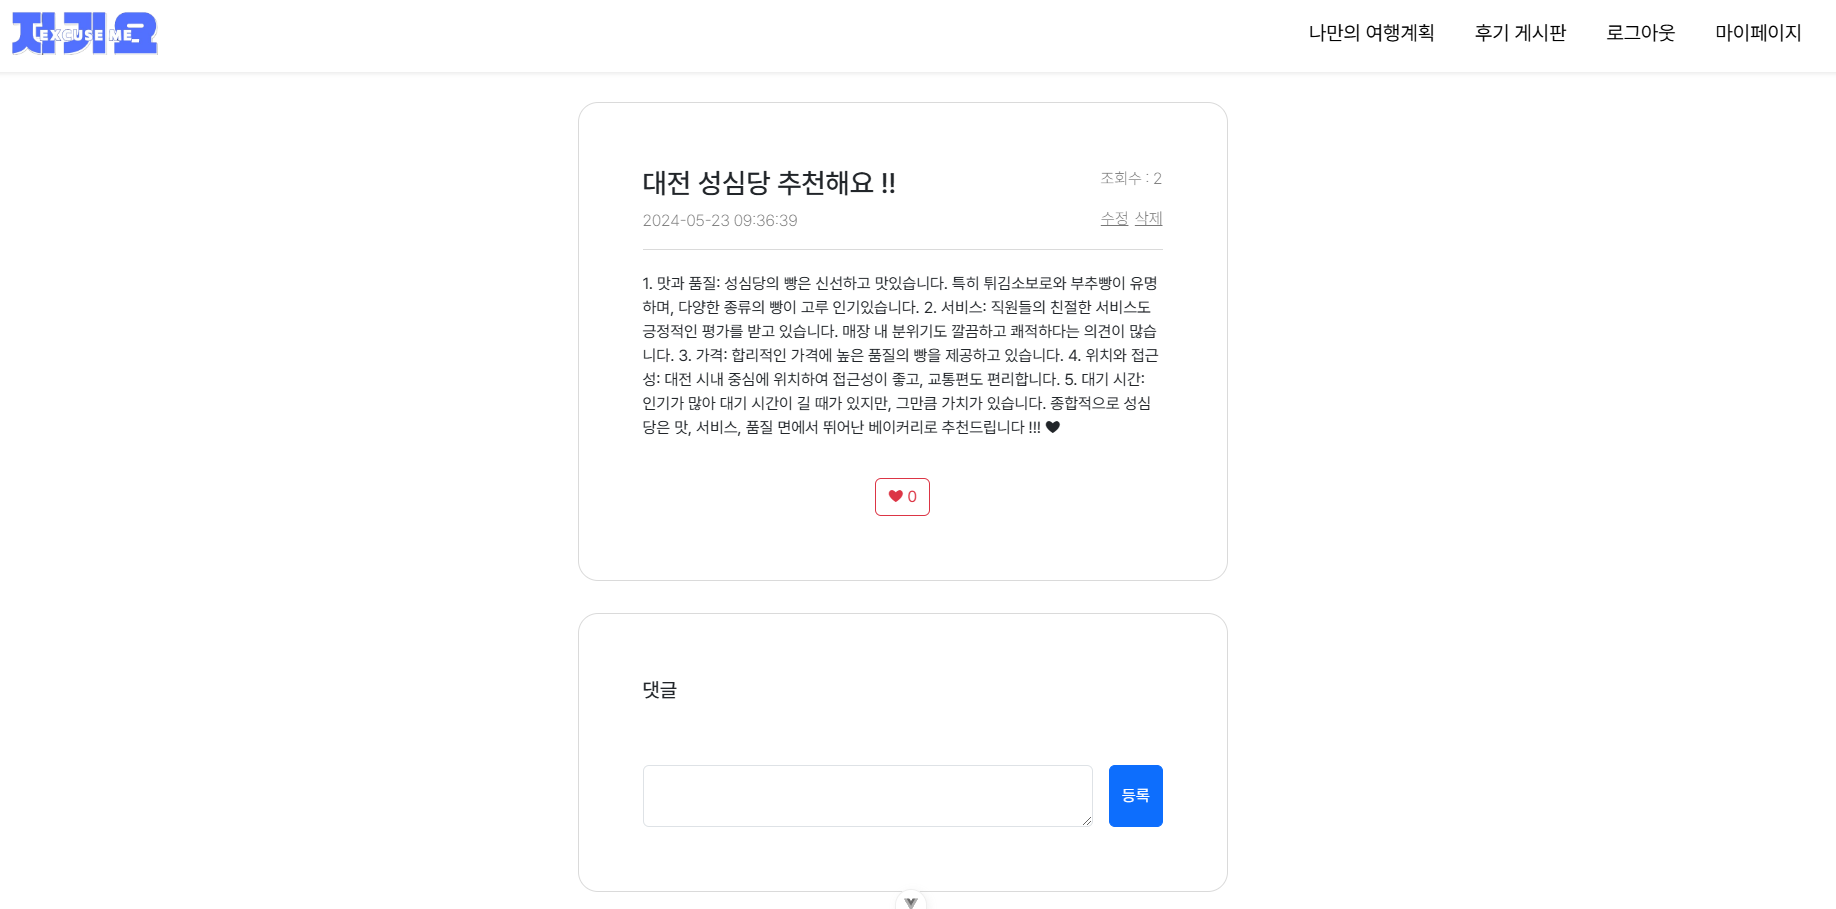 저기요
EXCUSE ME
나만의 여행계획 후기 게시판 로그아웃 마이페이지
대전 성심당 추천해요 !!
조회수 : 2
2024-05-23 09:36:39
수정 삭제
1. 맛과 품질: 성심당의 빵은 신선하고 맛있습니다. 특히 튀김소보로와 부추빵이 유명
하며, 다양한 종류의 빵이 고루 인기있습니다. 2. 서비스: 직원들의 친절한 서비스도
긍정적인 평가를 받고 있습니다. 매장 내 분위기도 깔끔하고 쾌적하다는 의견이 많습
니다. 3. 가격: 합리적인 가격에 높은 품질의 빵을 제공하고 있습니다. 4. 위치와 접근
성: 대전 시내 중심에 위치하여 접근성이 좋고, 교통편도 편리합니다. 5. 대기 시간:
인기가 많아 대기 시간이 길 때가 있지만, 그만큼 가치가 있습니다. 종합적으로 성심
당은 맛, 서비스, 품질 면에서 뛰어난 베이커리로 추천드립니다 !!! ♥
♥ 0
댓글
등록